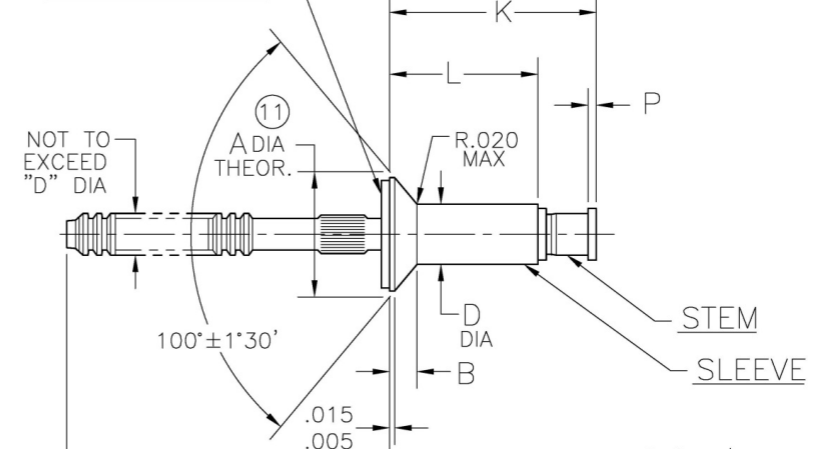 K
L
P
11
A DIA
THEOR.
NOT TO
EXCEED
"D" DIA
R.020
MAX
100°±1°30'
D
DIA
B
STEM
SLEEVE
.015
.005